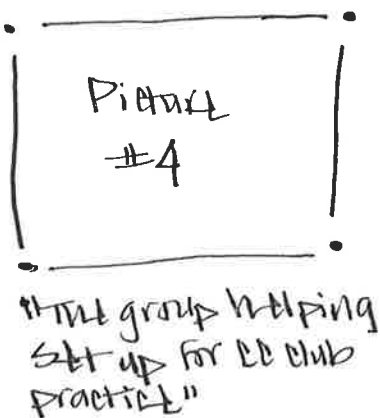 Picture
#4
"The group helping
set up for CC club
practice"